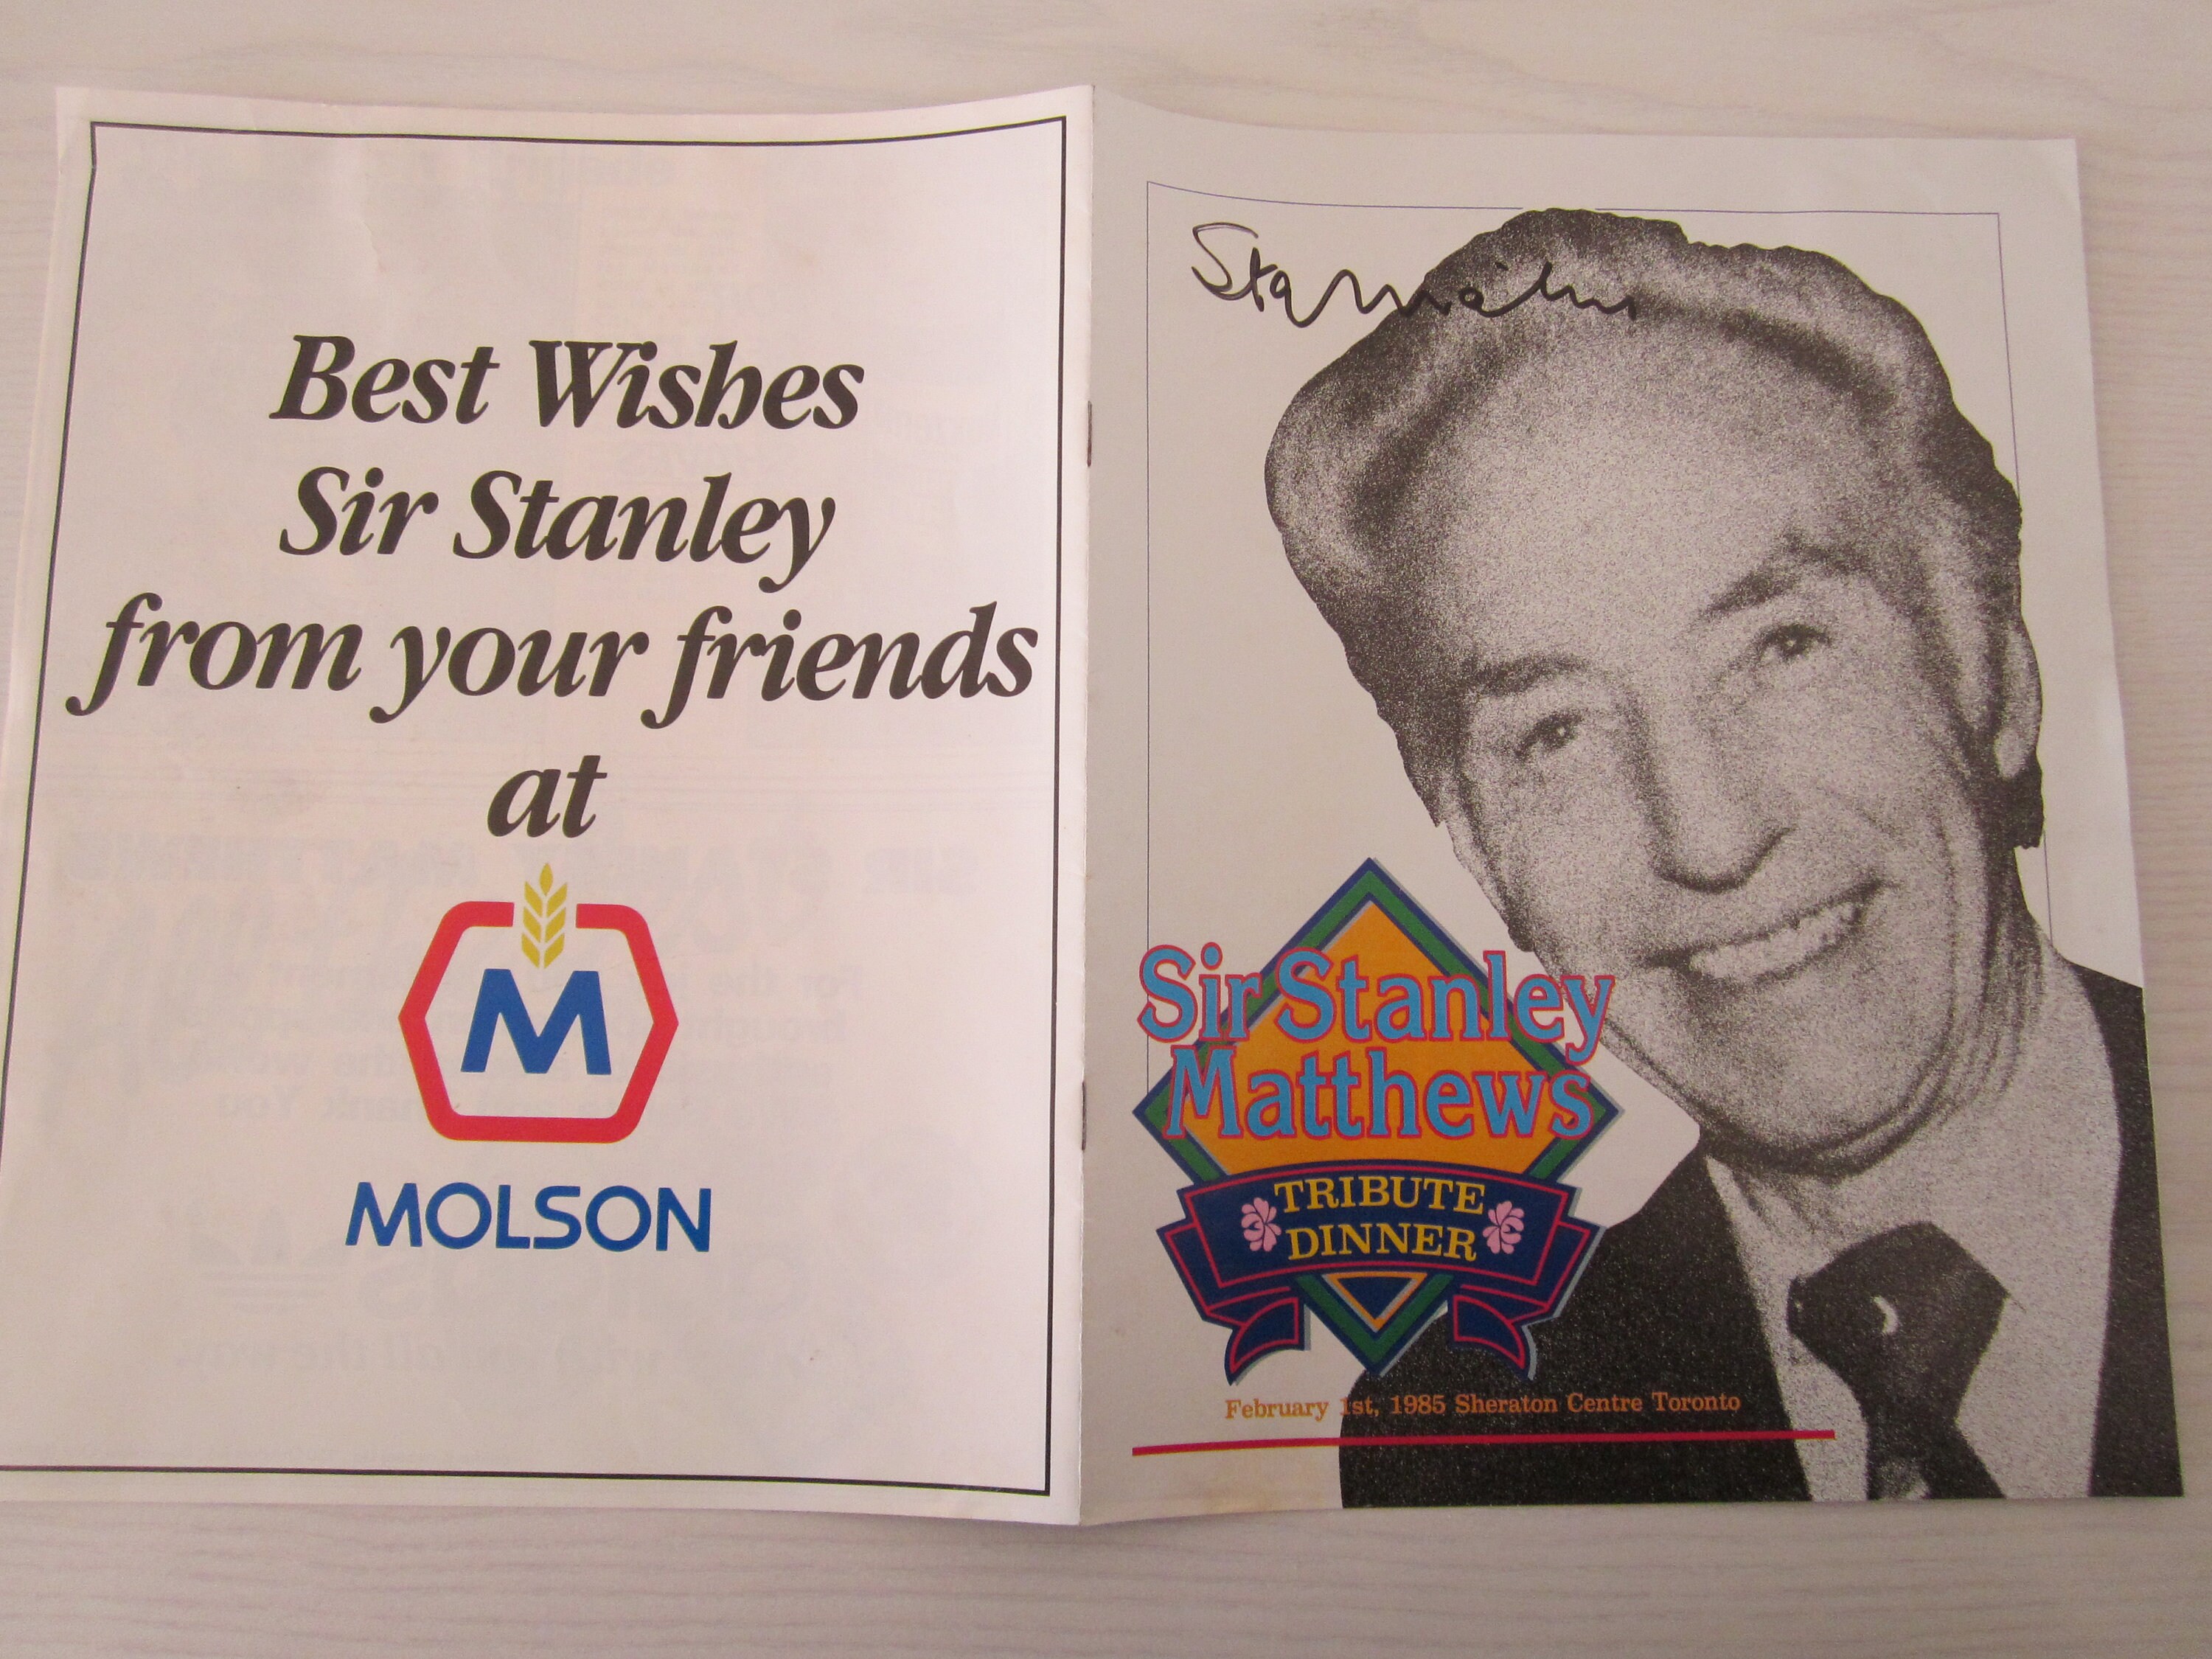 Best Wishes
Sir Stanley
from your friends
at
M
MOLSON
Sir Stanley
Matthews
TRIBUTE
DINNER
February 1st, 1985 Sheraton Centre Toronto